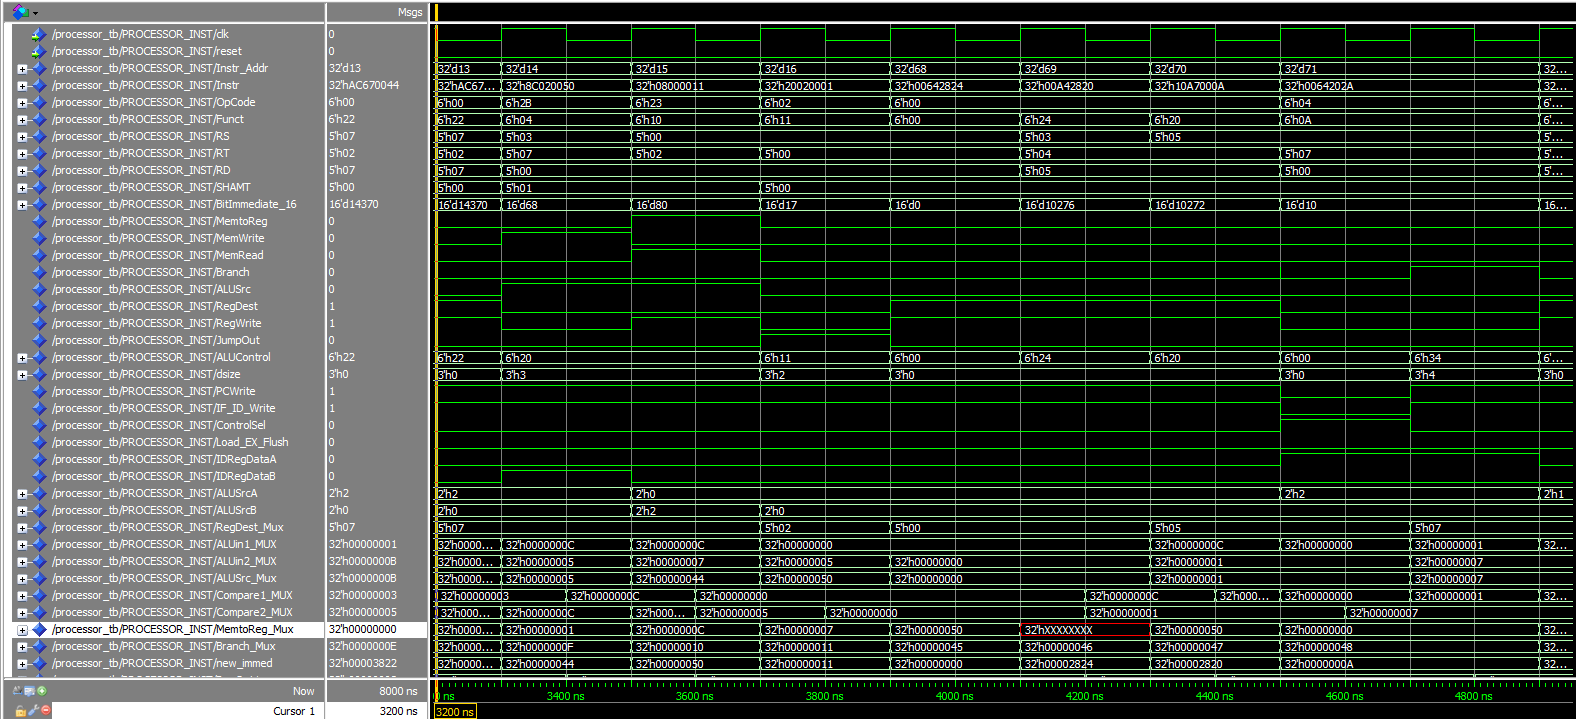 Msgs
/processor_tb/PROCESSOR_INST/clk 0
/processor_tb/PROCESSOR_INST/reset 0
/processor_tb/PROCESSOR_INST/Instr_Addr 32'd13 32'd13 32'd14 32'd15 32'd16 32'd68 32'd69 32'd70 32'd71 32...
/processor_tb/PROCESSOR_INST/Instr 32'hAC670044 32'hAC67... 32'h8C020050 32'h08000011 32'h20020001 32'h00642824 32'h00A42820 32'h10A7000A 32'h0064202A 32...
/processor_tb/PROCESSOR_INST/OpCode 6'h00 6'h00 6'h2B 6'h23 6'h02 6'h00 6'h04 6'...
/processor_tb/PROCESSOR_INST/Funct 6'h22 6'h22 6'h04 6'h10 6'h11 6'h00 6'h24 6'h20 6'h0A 6'...
/processor_tb/PROCESSOR_INST/RS 5'h07 5'h07 5'h03 5'h00 5'h03 5'h05 5'...
/processor_tb/PROCESSOR_INST/RT 5'h02 5'h02 5'h07 5'h02 5'h00 5'h04 5'h07 5'...
/processor_tb/PROCESSOR_INST/RD 5'h07 5'h07 5'h00 5'h05 5'h00 5'...
/processor_tb/PROCESSOR_INST/SHAMT 5'h00 5'h00 5'h01 5'h00
/processor_tb/PROCESSOR_INST/BitImmediate_16 16'd14370 16'd14370 16'd68 16'd80 16'd17 16'd0 16'd10276 16'd10272 16'd10 16...
/processor_tb/PROCESSOR_INST/MemtoReg 0
/processor_tb/PROCESSOR_INST/MemWrite 0
/processor_tb/PROCESSOR_INST/MemRead 0
/processor_tb/PROCESSOR_INST/Branch 0
/processor_tb/PROCESSOR_INST/ALUSrc 0
/processor_tb/PROCESSOR_INST/RegDest 1
/processor_tb/PROCESSOR_INST/RegWrite 1
/processor_tb/PROCESSOR_INST/JumpOut 0
/processor_tb/PROCESSOR_INST/ALUControl 6'h22 6'h22 6'h20 6'h11 6'h00 6'h24 6'h20 6'h00 6'h34 6'...
/processor_tb/PROCESSOR_INST/dsize 3'h0 3'h0 3'h3 3'h2 3'h0 3'h0 3'h4 3'h0
/processor_tb/PROCESSOR_INST/PCWrite 1
/processor_tb/PROCESSOR_INST/IF_ID_Write 1
/processor_tb/PROCESSOR_INST/ControlSel 0
/processor_tb/PROCESSOR_INST/Load_EX_Flush 0
/processor_tb/PROCESSOR_INST/IDRegDataA 0
/processor_tb/PROCESSOR_INST/IDRegDataB 0
/processor_tb/PROCESSOR_INST/ALUSrcA 2'h2 2'h2 2'h0 2'h2 2'h1
/processor_tb/PROCESSOR_INST/ALUSrcB 2'h0 2'h0 2'h2 2'h0
/processor_tb/PROCESSOR_INST/RegDest_Mux 5'h07 5'h07 5'h02 5'h00 5'h05 5'h07
/processor_tb/PROCESSOR_INST/ALUin1_MUX 32'h00000001 32'h0000... 32'h0000000C 32'h0000000C 32'h00000000 32'h0000000C 32'h00000000 32'h00000001 32...
/processor_tb/PROCESSOR_INST/ALUin2_MUX 32'h0000000B 32'h0000... 32'h00000005 32'h00000007 32'h00000005 32'h00000000 32'h00000001 32'h00000007
/processor_tb/PROCESSOR_INST/ALUSrc_Mux 32'h0000000B 32'h0000... 32'h00000005 32'h00000044 32'h00000050 32'h00000000 32'h00000001 32'h00000007
/processor_tb/PROCESSOR_INST/Compare1_MUX 32'h00000003 32'h00000003 32'h0000000C 32'h00000000 32'h0000000C 32'h000... 32'h00000000 32'h00000001 32...
/processor_tb/PROCESSOR_INST/Compare2_MUX 32'h00000005 32'h0000... 32'h0000000C 32'h000... 32'h00000005 32'h00000000 32'h00000001 32'h00000007
/processor_tb/PROCESSOR_INST/MemtoReg_Mux 32'h00000000 32'h0000... 32'h00000001 32'h0000000C 32'h00000007 32'h00000050 32'hXXXXXXXX 32'h00000050 32'h00000000 32...
/processor_tb/PROCESSOR_INST/Branch_Mux 32'h0000000E 32'h0000... 32'h0000000F 32'h00000010 32'h00000011 32'h00000045 32'h00000046 32'h00000047 32'h00000048 32...
/processor_tb/PROCESSOR_INST/new_immed 32'h00003822 32'h0000... 32'h00000044 32'h00000050 32'h00000011 32'h00000000 32'h00002824 32'h00002820 32'h0000000A 32...
Now 8000 ns ns 3400 ns 3600 ns 3800 ns 4000 ns 4200 ns 4400 ns 4600 ns 4800 ns
Cursor 1 3200 ns 3200 ns